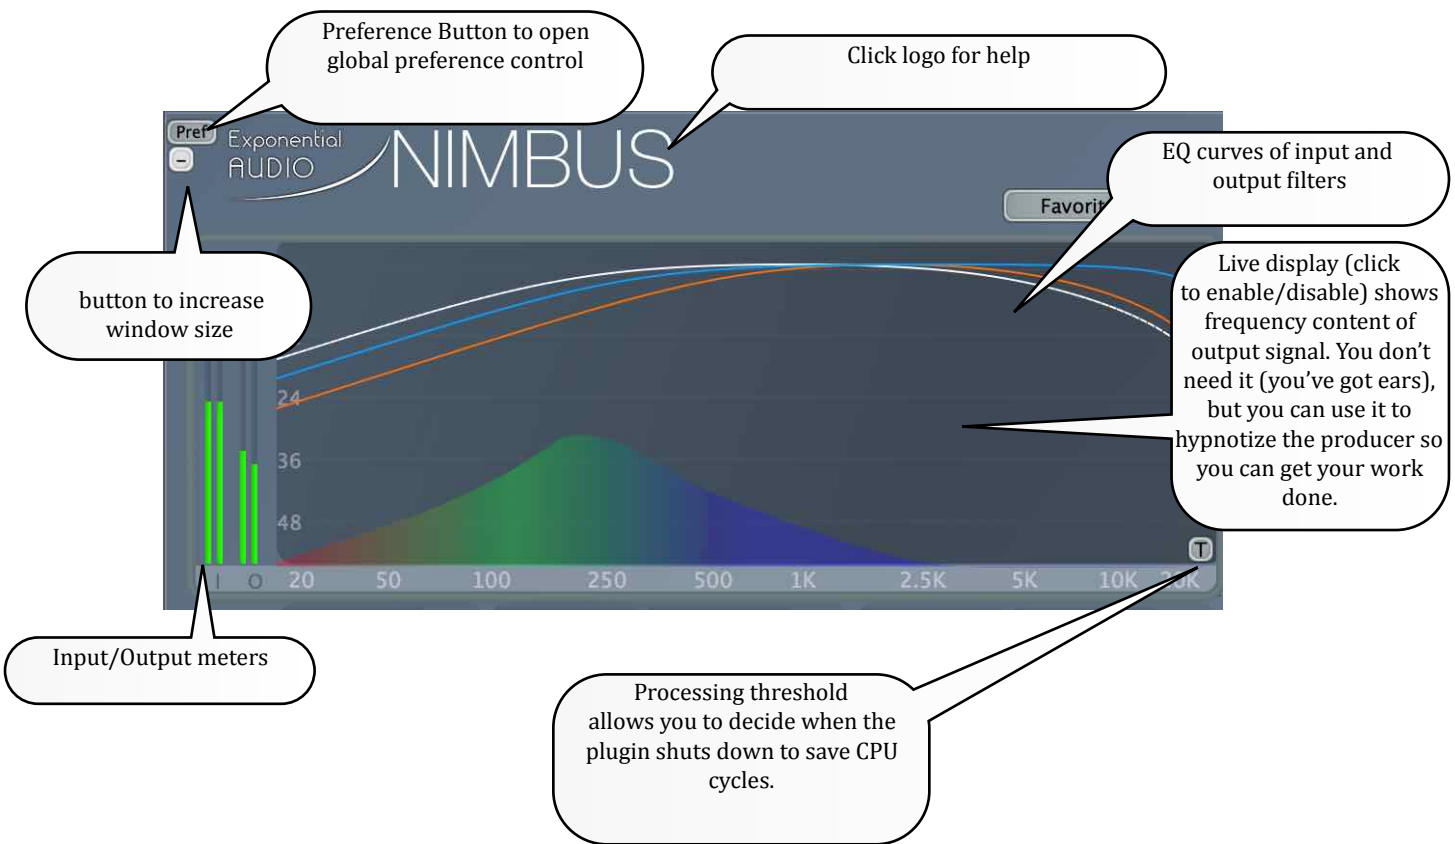 Preference Button to open
global preference control
Click logo for help
Pref
Exponential
AUDIO
NIMBUS
EQ curves of input and
output filters
button to increase
window size
Live display (click
to enable/disable) shows
frequency content of
output signal. You don’t
need it (you’ve got ears),
but you can use it to
hypnotize the producer so
you can get your work
done.
24
36
48
T
I O 20 50 100 250 500 1K 2.5K 5K 10K 20K
Input/Output meters
Processing threshold
allows you to decide when the
plugin shuts down to save CPU
cycles.